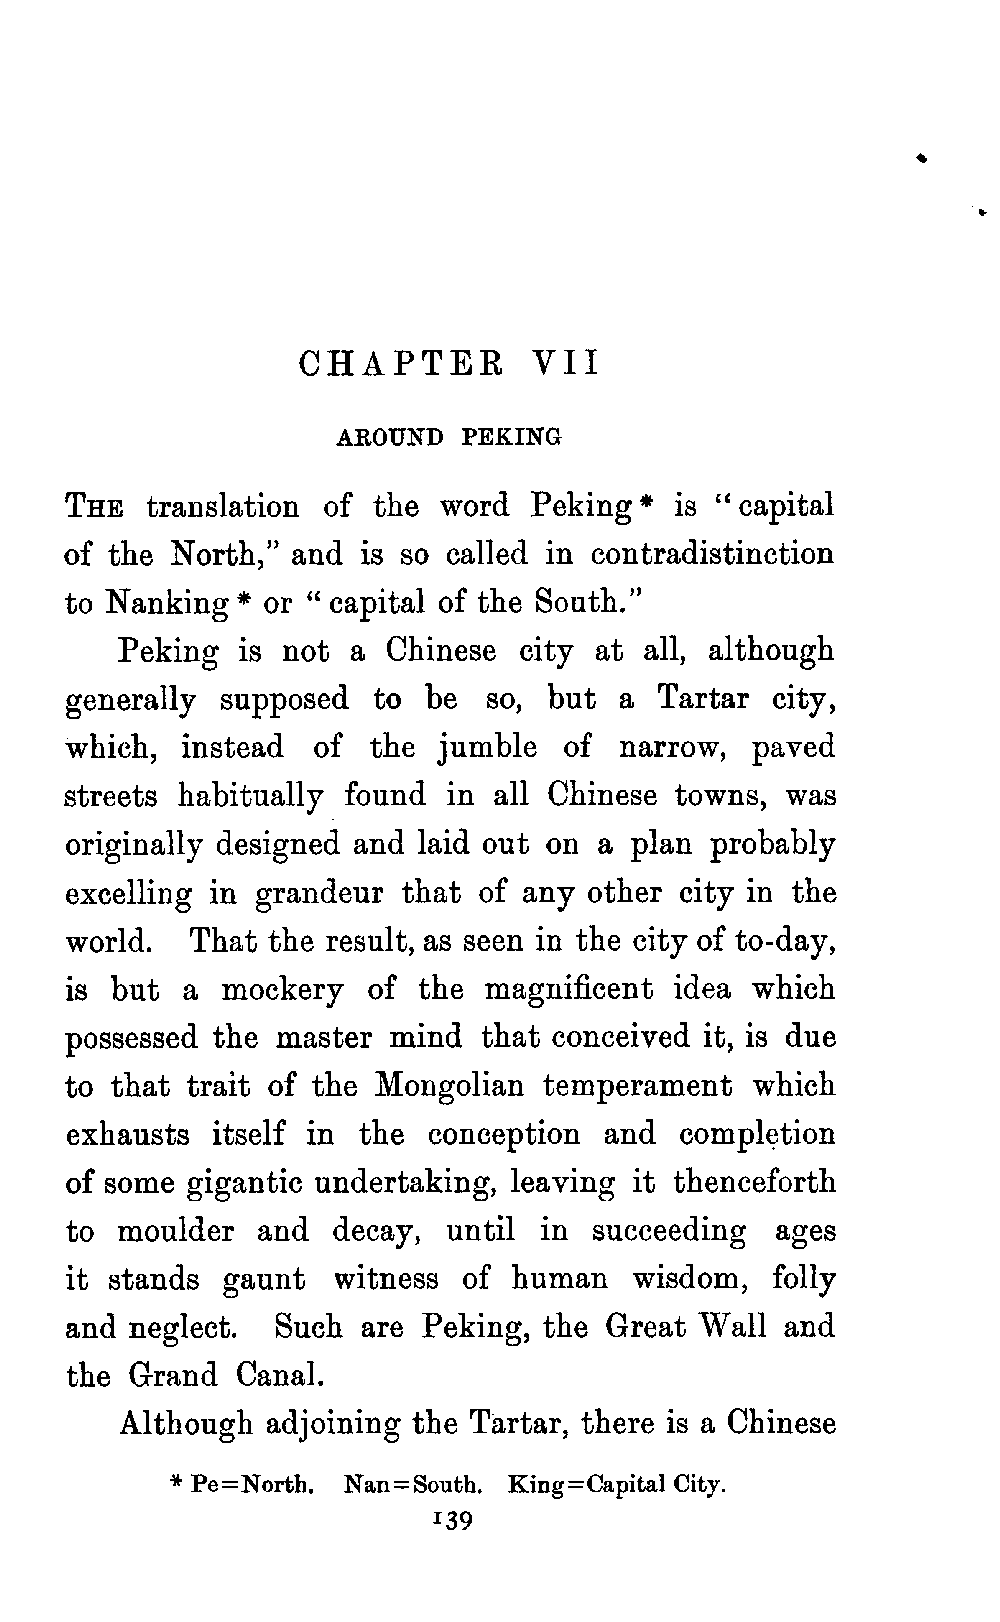 CHAPTER VII
AROUND PEKING
THE translation of the word Peking* is "capital
of the North," and is so called in contradistinction
to Nanking* or "capital of the South."
Peking is not a Chinese city at all, although
generally supposed to be so, but a Tartar city,
which, instead of the jumble of narrow, paved
streets habitually found in all Chinese towns, was
originally designed and laid out on a plan probably
excelling in grandeur that of any other city in the
world. That the result, as seen in the city of to-day,
is but a mockery of the magnificent idea which
possessed the master mind that conceived it, is due
to that trait of the Mongolian temperament which
exhausts itself in the conception and completion
of some gigantic undertaking, leaving it thenceforth
to moulder and decay, until in succeeding ages
it stands gaunt witness of human wisdom, folly
and neglect. Such are Peking, the Great Wall and
the Grand Canal.
Although adjoining the Tartar, there is a Chinese
* Pe=North. Nan=South. King=Capital City.
139